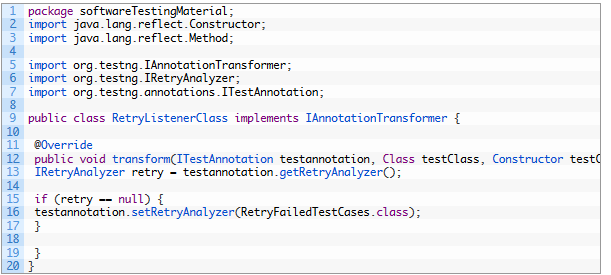 1 package softwareTestingMaterial;
2 import java.lang.reflect.Constructor;
3 import java.lang.reflect.Method;
4
5 import org.testng.IAnnotationTransformer;
6 import org.testng.IRetryAnalyzer;
7 import org.testng.annotations.ITestAnnotation;
8
9 public class RetryListenerClass implements IAnnotationTransformer {
10
11 @Override
12 public void transform(ITestAnnotation testannotation, Class testClass, Constructor testC
13 IRetryAnalyzer retry = testannotation.getRetryAnalyzer();
14
15 if (retry == null) {
16 testannotation.setRetryAnalyzer(RetryFailedTestCases.class);
17 }
18
19 }
20 }